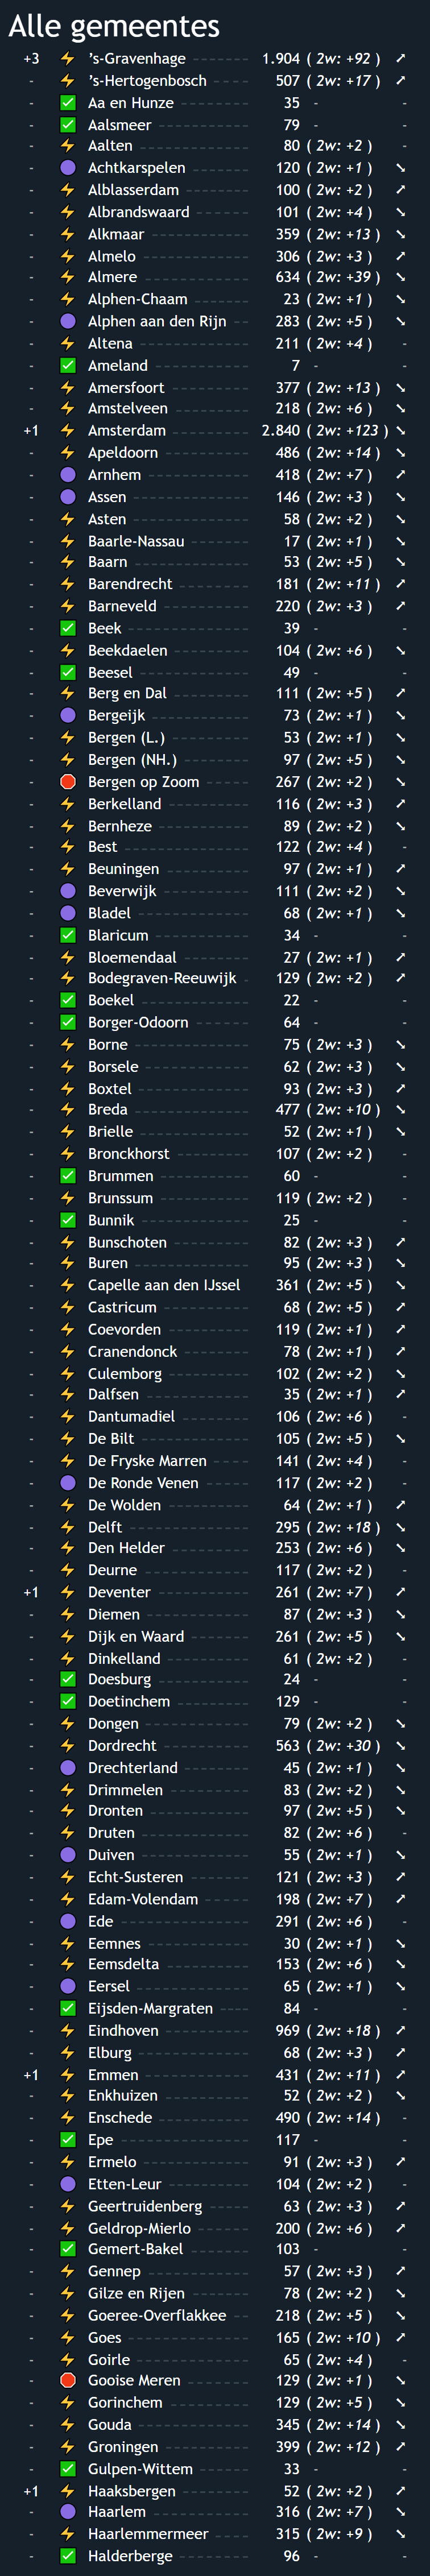 Alle gemeentes
+3 ’s-Gravenhage 1.904 ( 2w: +92 )
- ’s-Hertogenbosch 507 ( 2w: +17 )
- Aa en Hunze 35 - -
- Aalsmeer 79 - -
- Aalten 80 ( 2w: +2 ) -
- Achtkarspelen 120 ( 2w: +1 )
- Alblasserdam 100 ( 2w: +2 )
- Albrandswaard 101 ( 2w: +4 )
- Alkmaar 359 ( 2w: +13 )
- Almelo 306 ( 2w: +3 )
- Almere 634 ( 2w: +39 )
- Alphen-Chaam 23 ( 2w: +1 )
- Alphen aan den Rijn 283 ( 2w: +5 )
- Altena 211 ( 2w: +4 ) -
- Ameland 7 - -
- Amersfoort 377 ( 2w: +13 )
- Amstelveen 218 ( 2w: +6 )
+1 Amsterdam 2.840 ( 2w: +123 )
- Apeldoorn 486 ( 2w: +14 )
- Arnhem 418 ( 2w: +7 )
- Assen 146 ( 2w: +3 )
- Asten 58 ( 2w: +2 )
- Baarle-Nassau 17 ( 2w: +1 )
- Baarn 53 ( 2w: +5 )
- Barendrecht 181 ( 2w: +11 )
- Barneveld 220 ( 2w: +3 )
- Beek 39 - -
- Beekdaelen 104 ( 2w: +6 )
- Beesel 49 - -
- Berg en Dal 111 ( 2w: +5 )
- Bergeijk 73 ( 2w: +1 )
- Bergen (L.) 53 ( 2w: +1 )
- Bergen (NH.) 97 ( 2w: +5 )
- Bergen op Zoom 267 ( 2w: +2 )
- Berkelland 116 ( 2w: +3 )
- Bernheze 89 ( 2w: +2 )
- Best 122 ( 2w: +4 ) -
- Beuningen 97 ( 2w: +1 )
- Beverwijk 111 ( 2w: +2 )
- Bladel 68 ( 2w: +1 )
- Blaricum 34 - -
- Bloemendaal 27 ( 2w: +1 )
- Bodegraven-Reeuwijk 129 ( 2w: +2 )
- Boekel 22 - -
- Borger-Odoorn 64 - -
- Borne 75 ( 2w: +3 )
- Borsele 62 ( 2w: +3 )
- Boxtel 93 ( 2w: +3 )
- Breda 477 ( 2w: +10 )
- Brielle 52 ( 2w: +1 )
- Bronckhorst 107 ( 2w: +2 ) -
- Brummen 60 - -
- Brunssum 119 ( 2w: +2 ) -
- Bunnik 25 - -
- Bunschoten 82 ( 2w: +3 )
- Buren 95 ( 2w: +3 )
- Capelle aan den IJssel 361 ( 2w: +5 )
- Castricum 68 ( 2w: +5 )
- Coevorden 119 ( 2w: +1 )
- Cranendonck 78 ( 2w: +1 )
- Culemborg 102 ( 2w: +2 )
- Dalfsen 35 ( 2w: +1 )
- Dantumadiel 106 ( 2w: +6 ) -
- De Bilt 105 ( 2w: +5 )
- De Fryske Marren 141 ( 2w: +4 ) -
- De Ronde Venen 117 ( 2w: +2 ) -
- De Wolden 64 ( 2w: +1 )
- Delft 295 ( 2w: +18 )
- Den Helder 253 ( 2w: +6 )
- Deurne 117 ( 2w: +2 ) -
+1 Deventer 261 ( 2w: +7 )
- Diemen 87 ( 2w: +3 )
- Dijk en Waard 261 ( 2w: +5 )
- Dinkelland 61 ( 2w: +2 ) -
- Doesburg 24 - -
- Doetinchem 129 - -
- Dongen 79 ( 2w: +2 )
- Dordrecht 563 ( 2w: +30 )
- Drechterland 45 ( 2w: +1 )
- Drimmelen 83 ( 2w: +2 )
- Dronten 97 ( 2w: +5 )
- Druten 82 ( 2w: +6 ) -
- Duiven 55 ( 2w: +1 )
- Echt-Susteren 121 ( 2w: +3 )
- Edam-Volendam 198 ( 2w: +7 )
- Ede 291 ( 2w: +6 ) -
- Eemnes 30 ( 2w: +1 )
- Eemsdelta 153 ( 2w: +6 )
- Eersel 65 ( 2w: +1 )
- Eijsden-Margraten 84 - -
- Eindhoven 969 ( 2w: +18 )
- Elburg 68 ( 2w: +3 )
+1 Emmen 431 ( 2w: +11 )
- Enkhuizen 52 ( 2w: +2 )
- Enschede 490 ( 2w: +14 ) -
- Epe 117 - -
- Ermelo 91 ( 2w: +3 )
- Etten-Leur 104 ( 2w: +2 ) -
- Geertruidenberg 63 ( 2w: +3 )
- Geldrop-Mierlo 200 ( 2w: +6 )
- Gemert-Bakel 103 - -
- Gennep 57 ( 2w: +3 )
- Gilze en Rijen 78 ( 2w: +2 )
- Goeree-Overflakkee 218 ( 2w: +5 )
- Goes 165 ( 2w: +10 )
- Goirle 65 ( 2w: +4 ) -
- Gooise Meren 129 ( 2w: +1 )
- Gorinchem 129 ( 2w: +5 )
- Gouda 345 ( 2w: +14 )
- Groningen 399 ( 2w: +12 )
- Gulpen-Wittem 33 - -
+1 Haaksbergen 52 ( 2w: +2 )
- Haarlem 316 ( 2w: +7 )
- Haarlemmermeer 315 ( 2w: +9 )
- Halderberge 96 - -